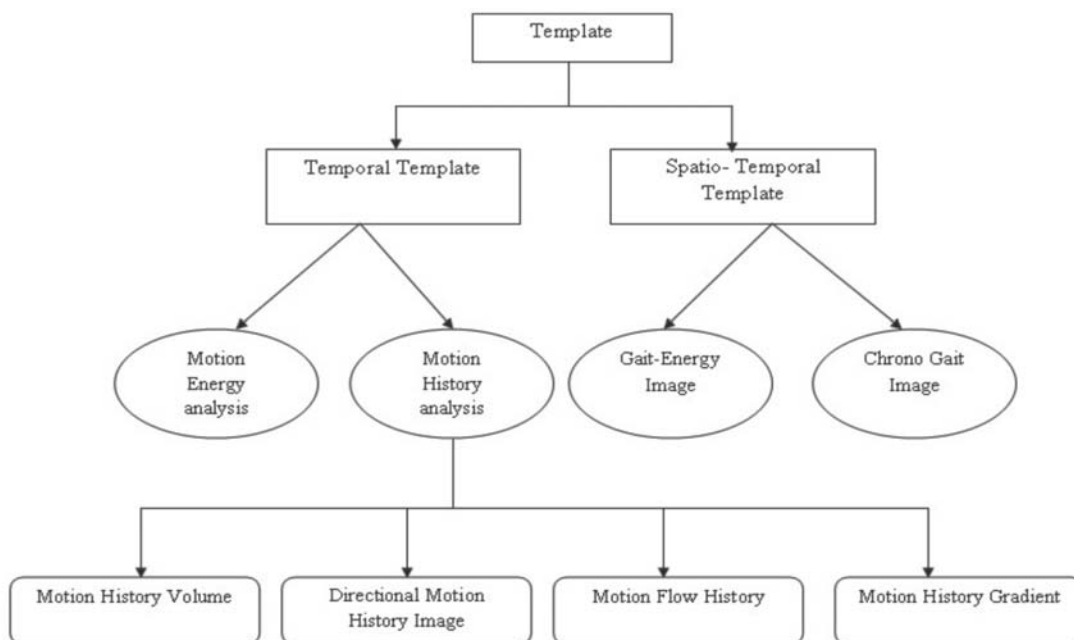 Template
Temporal Template
Spatio- Temporal
Template
Motion
Energy
analysis
Motion
History
analysis
Gait-Energy
Image
Chrono Gait
Image
Motion History Volume
Directional Motion
History Image
Motion Flow History
Motion History Gradient